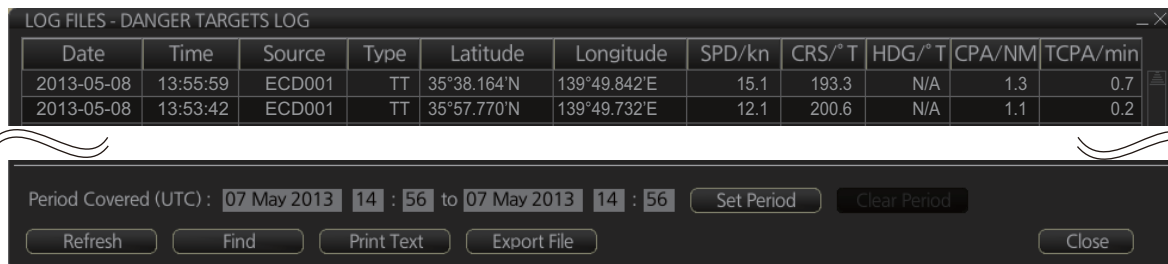 LOG FILES - DANGER TARGETS LOG
Date Time Source Type Latitude Longitude SPD/kn CRS/°T HDG/°T CPA/NM TCPA/min
2013-05-08 13:55:59 ECD001 TT 35°38.164'N 139°49.842'E 15.1 193.3 N/A 1.3 0.7
2013-05-08 13:53:42 ECD001 TT 35°57.770'N 139°49.732'E 12.1 200.6 N/A 1.1 0.2
Period Covered (UTC) : 07 May 2013 14 : 56 to 07 May 2013 14 : 56 Set Period Clear Period
Refresh Find Print Text Export File Close